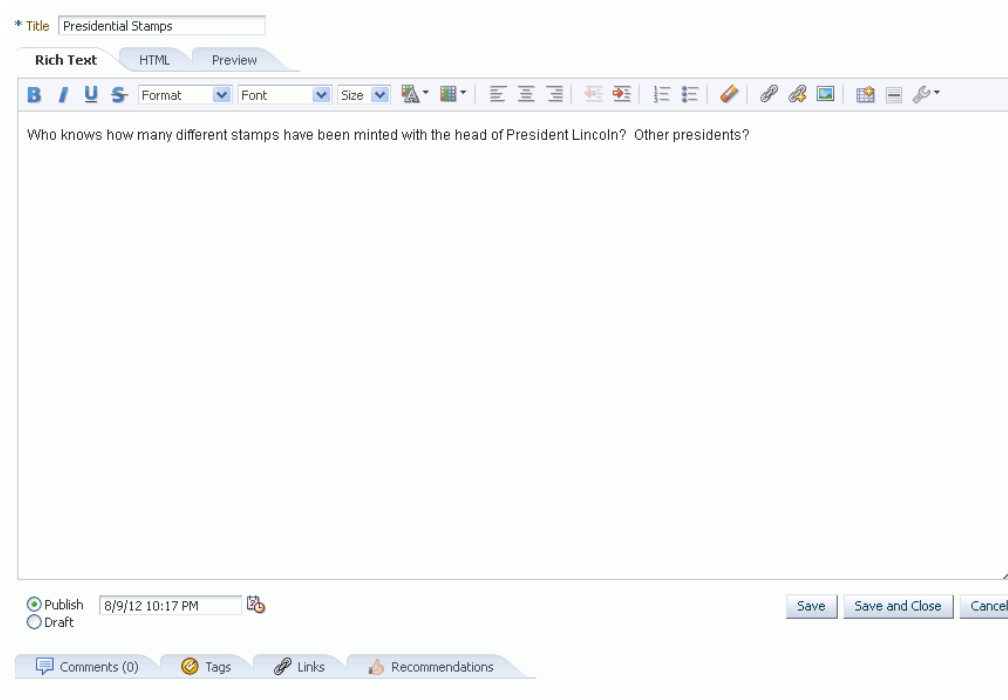 * Title Presidential Stamps
Rich Text HTML Preview
B I U S Format Font Size
Who knows how many different stamps have been minted with the head of President Lincoln? Other presidents?
Publish 8/9/12 10:17 PM Save Save and Close Cancel
Draft
Comments (0) Tags Links Recommendations